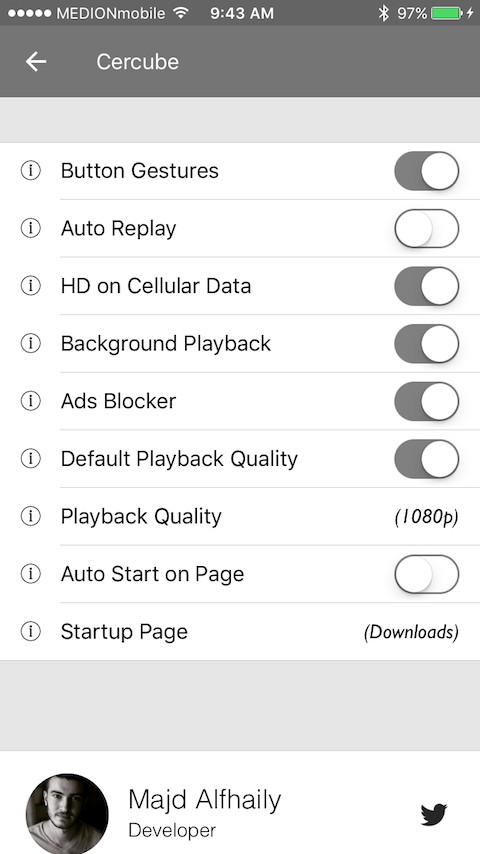 MEDIONmobile 9:43 AM 97%
Cercube
Button Gestures
Auto Replay
HD on Cellular Data
Background Playback
Ads Blocker
Default Playback Quality
Playback Quality (1080p)
Auto Start on Page
Startup Page (Downloads)
Majd Alfhaily
Developer